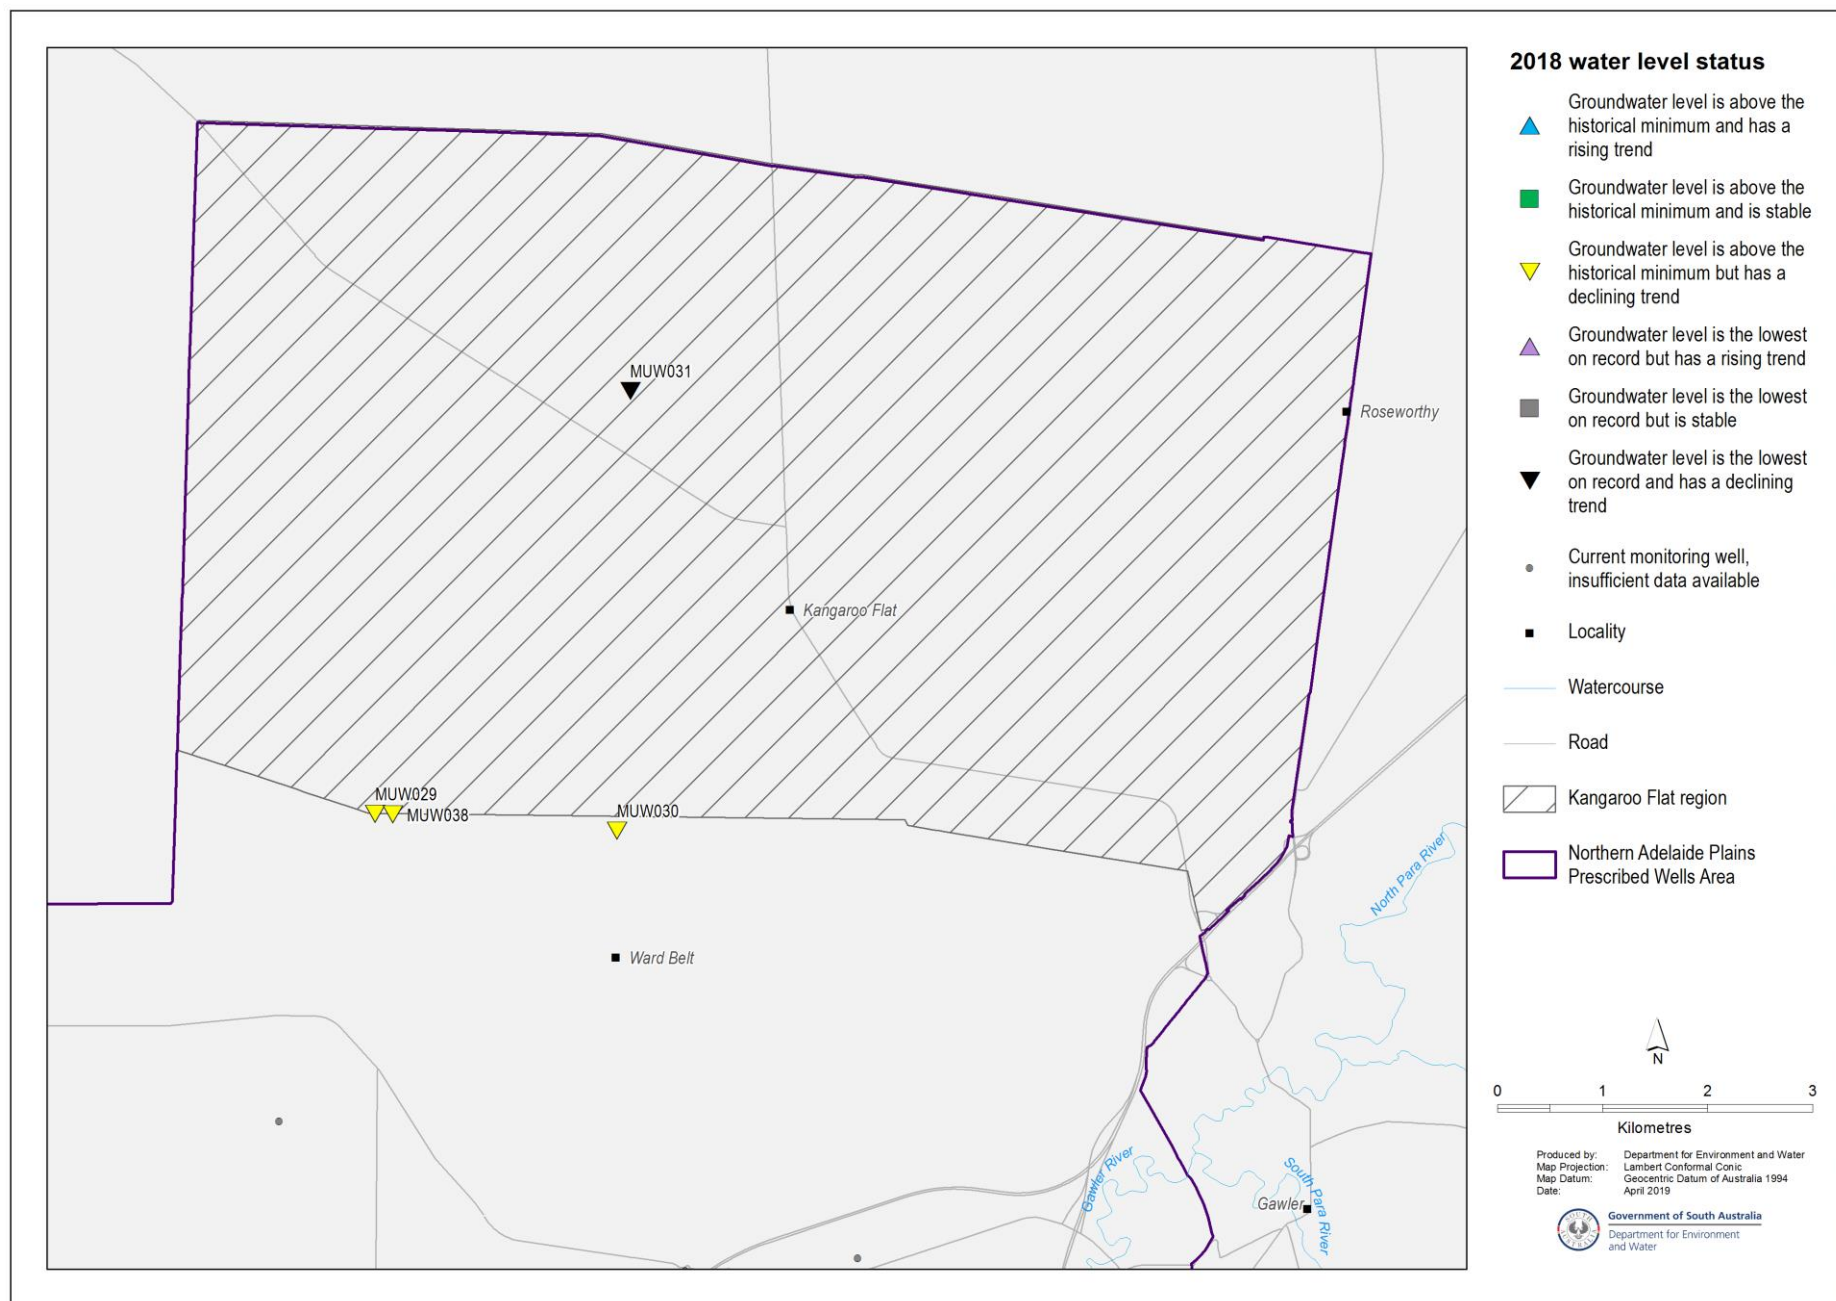 2018 water level status
Groundwater level is above the
historical minimum and has a
rising trend
Groundwater level is above the
historical minimum and is stable
Groundwater level is above the
historical minimum but has a
declining trend
Groundwater level is the lowest
on record but has a rising trend
Groundwater level is the lowest
on record but is stable
Groundwater level is the lowest
on record and has a declining
trend
Current monitoring well,
insufficient data available
Locality
Watercourse
Road
Kangaroo Flat region
Northern Adelaide Plains
Prescribed Wells Area
MUW031
Roseworthy
Kangaroo Flat
MUW029
MUW038
MUW030
Ward Belt
North Para River
Gawler River
South Para River
Gawler
N
0 1 2 3
Kilometres
Produced by: Department for Environment and Water
Map Projection: Lambert Conformal Conic
Map Datum: Geocentric Datum of Australia 1994
Date: April 2019
SOUTH
AUSTRALIA
Government of South Australia
Department for Environment
and Water